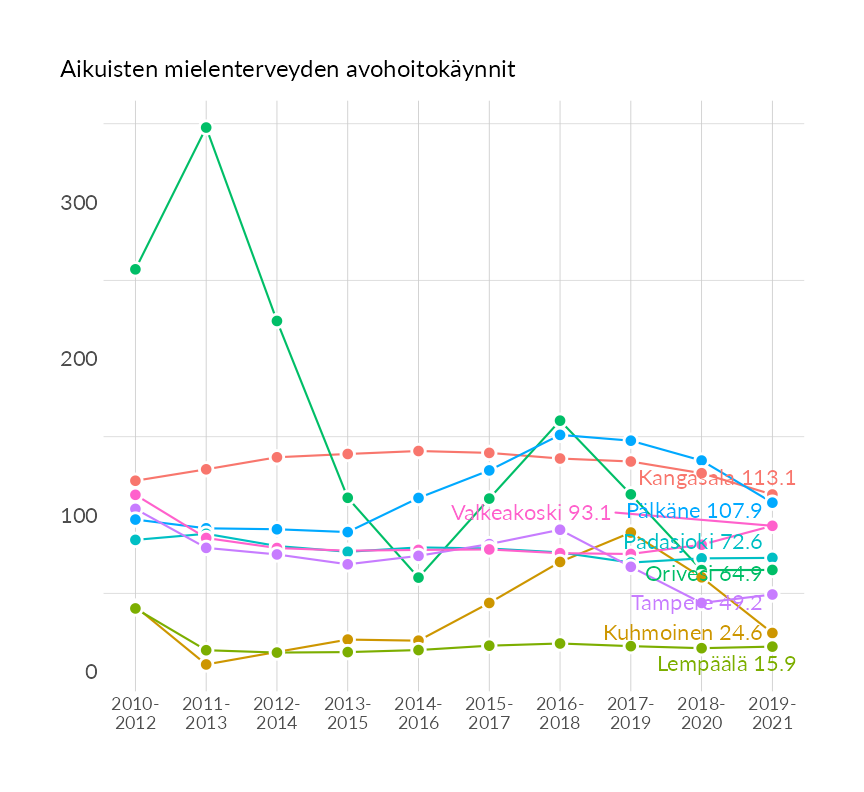 Aikuisten mielenterveyden avohoitokäynnit
300
200
100
0
Kangasala 113.1
Pälkäne 107.9
Valkeakoski 93.1
Padasjoki 72.6
Orivesi 64.9
Tampere 49.2
Kuhmoinen 24.6
Lempäälä 15.9
2010-
2012
2011-
2013
2012-
2014
2013-
2015
2014-
2016
2015-
2017
2016-
2018
2017-
2019
2018-
2020
2019-
2021